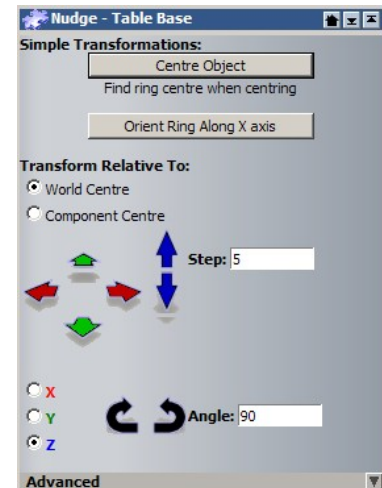 Nudge - Table Base
Simple Transformations:
Centre Object
Find ring centre when centring
Orient Ring Along X axis
Transform Relative To:
World Centre
Component Centre
Step: 5
X
Y
Angle: 90
Z
Advanced